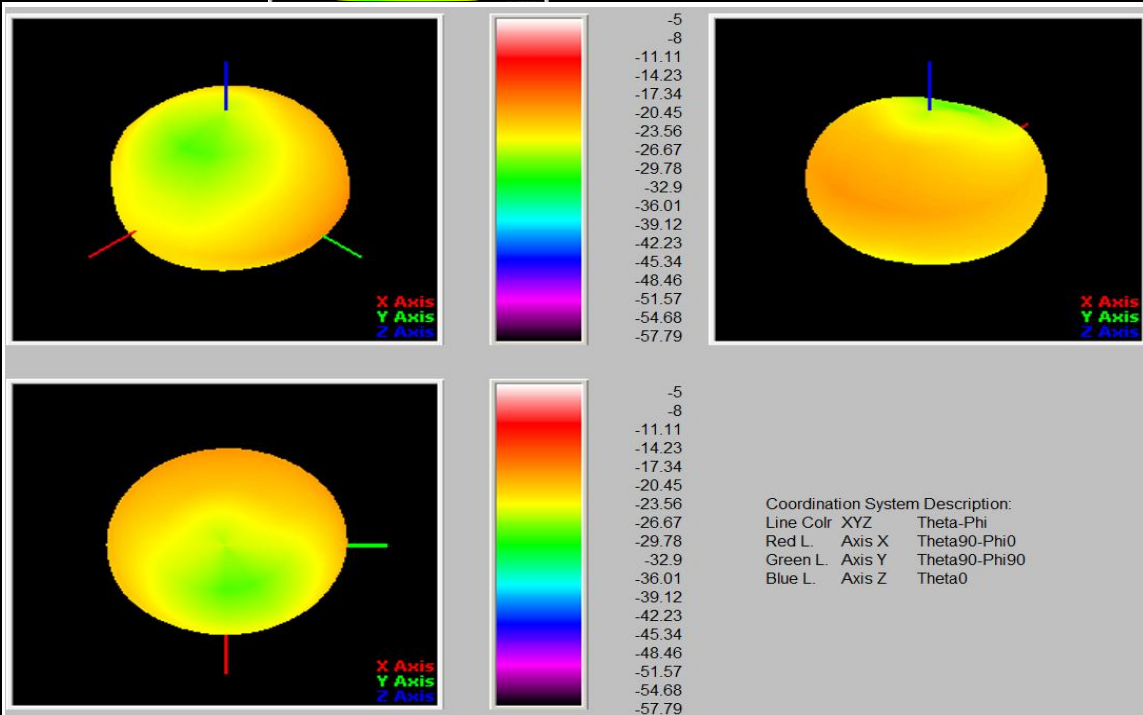 -5
-8
-11.11
-14.23
-17.34
-20.45
-23.56
-26.67
-29.78
-32.9
-36.01
-39.12
-42.23
-45.34
-48.46
-51.57
-54.68
-57.79
X Axis
Y Axis
Z Axis
X Axis
Y Axis
Z Axis
-5
-8
-11.11
-14.23
-17.34
-20.45
-23.56
-26.67
-29.78
-32.9
-36.01
-39.12
-42.23
-45.34
-48.46
-51.57
-54.68
-57.79
X Axis
Y Axis
Z Axis
Coordination System Description:
Line Colr XYZ Theta-Phi
Red L. Axis X Theta90-Phi0
Green L. Axis Y Theta90-Phi90
Blue L. Axis Z Theta0